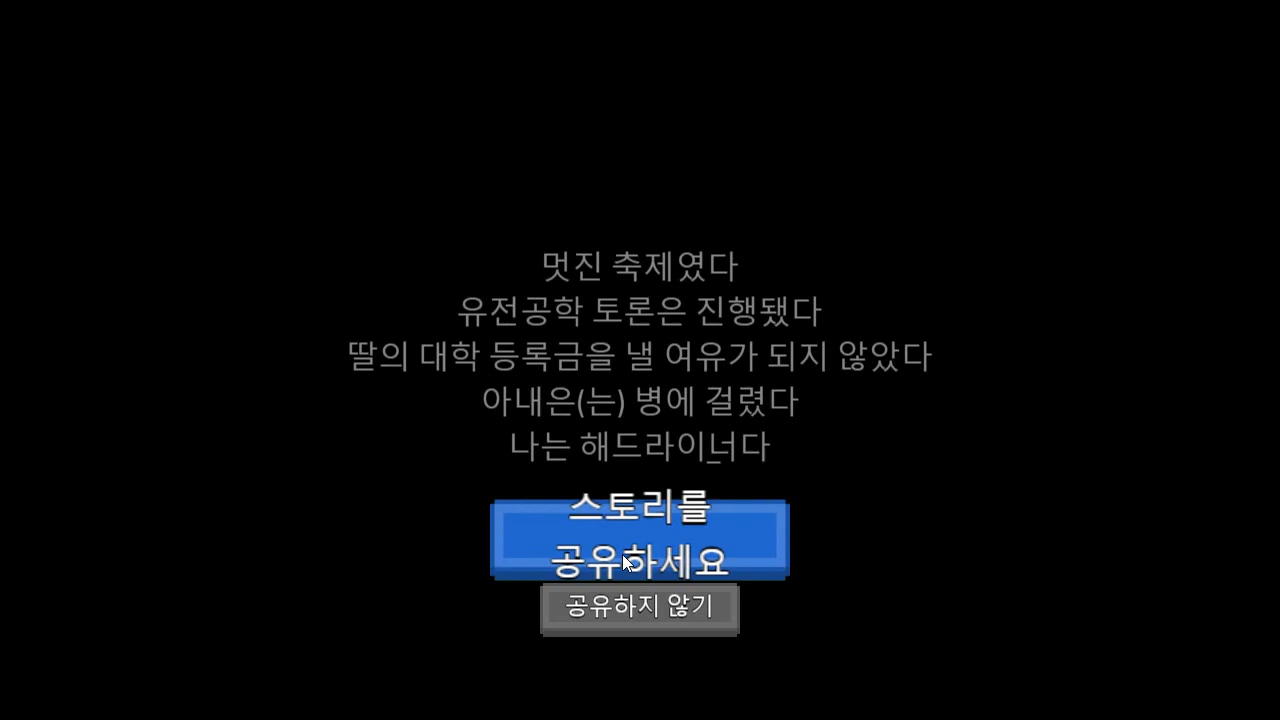 멋진 축제였다
유전공학 토론은 진행됐다
딸의 대학 등록금을 낼 여유가 되지 않았다
아내은(는) 병에 걸렸다
나는 해드라이너다
스토리를
공유하세요
공유하지 않기